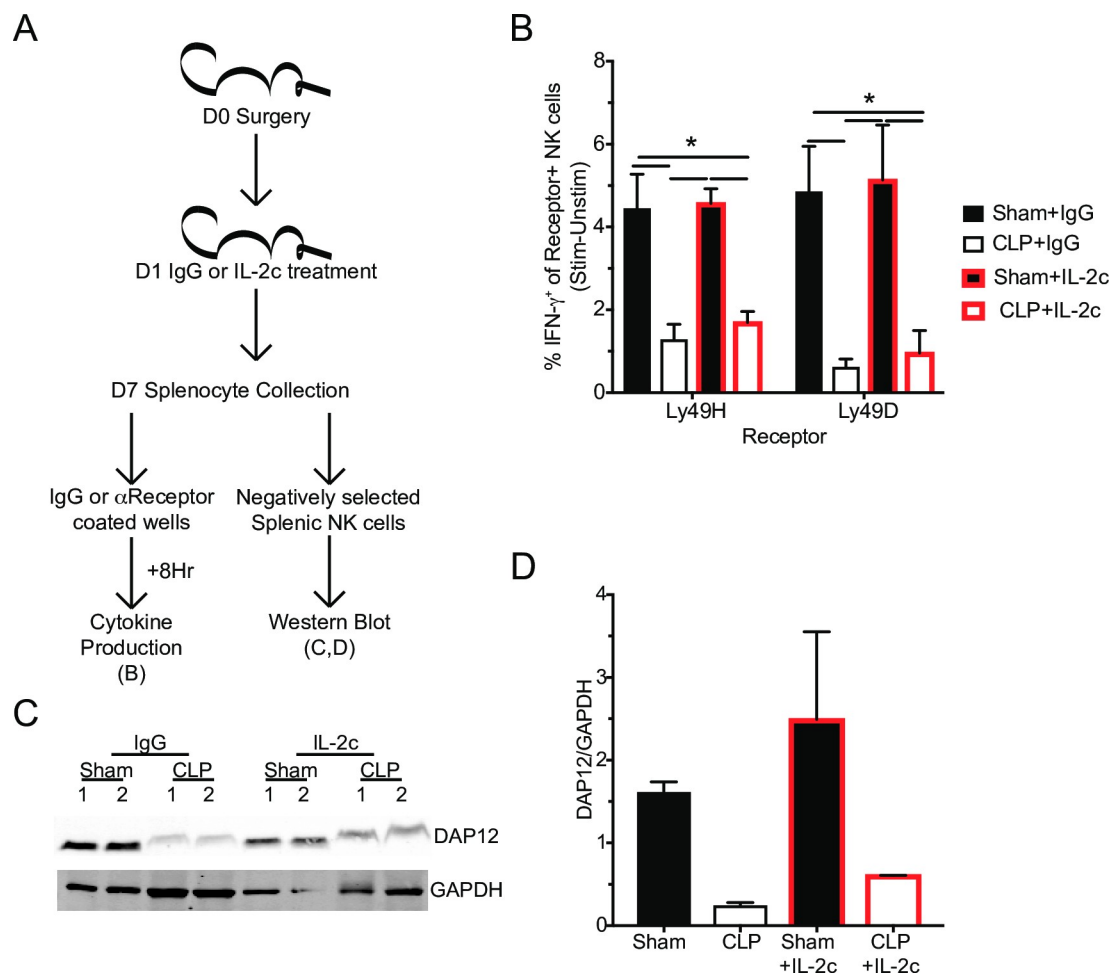 A
D0 Surgery
D1 IgG or IL-2c treatment
D7 Splenocyte Collection
IgG or αReceptor
coated wells
Negatively selected
Splenic NK cells
+8Hr
Cytokine
Production
(B)
Western Blot
(C,D)
B
% IFN-γ+ of Receptor+ NK cells
(Stim-Unstim)
8
6
4
2
0
*
*
Ly49H
Ly49D
Receptor
Sham+IgG
CLP+IgG
Sham+IL-2c
CLP+IL-2c
C
IgG
IL-2c
Sham
CLP
Sham
CLP
1 2 1 2 1 2 1 2
DAP12
GAPDH
D
DAP12/GAPDH
4
3
2
1
0
Sham
CLP
Sham
+IL-2c
CLP
+IL-2c